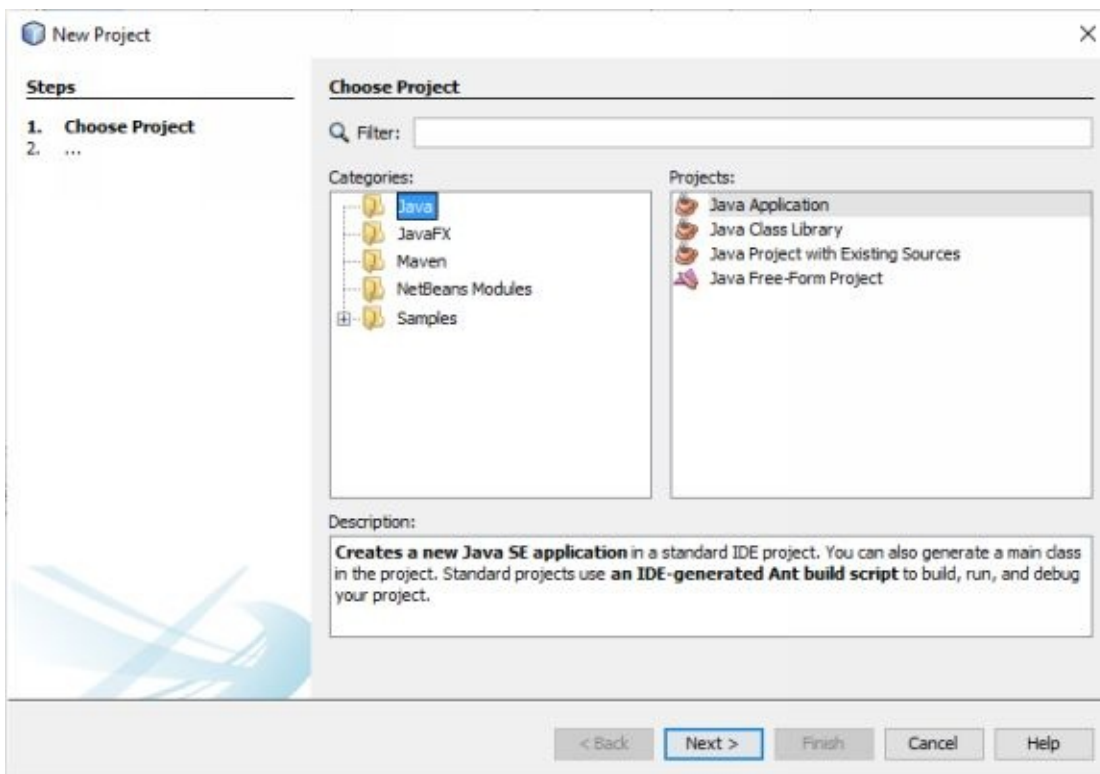 New Project
Steps
1. Choose Project
2. ...
Choose Project
Filter:
Categories:
Java
JavaFX
Maven
NetBeans Modules
Samples
Projects:
Java Application
Java Class Library
Java Project with Existing Sources
Java Free-Form Project
Description:
Creates a new Java SE application in a standard IDE project. You can also generate a main class
in the project. Standard projects use an IDE-generated Ant build script to build, run, and debug
your project.
< Back
Next >
Finish
Cancel
Help